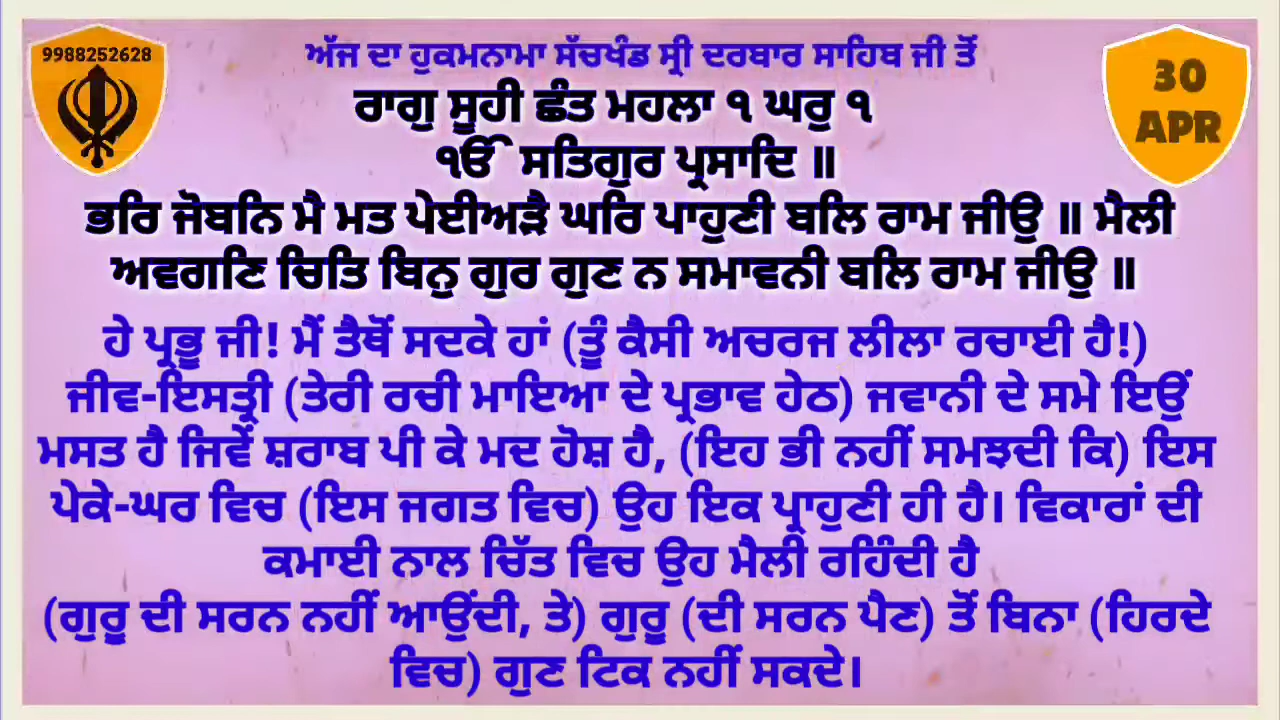 9988252628
ਅੱਜ ਦਾ ਹੁਕਮਨਾਮਾ ਸੱਚਖੰਡ ਸ੍ਰੀ ਦਰਬਾਰ ਸਾਹਿਬ ਜੀ ਤੋਂ
30
APR
ਰਾਗੁ ਸੂਹੀ ਛੰਤ ਮਹਲਾ ੧ ਘਰੁ ੧
ੴ ਸਤਿਗੁਰ ਪ੍ਰਸਾਦਿ ॥
ਭਰਿ ਜੋਬਨਿ ਮੈ ਮਤ ਪੇਈਅੜੈ ਘਰਿ ਪਾਹੁਣੀ ਬਲਿ ਰਾਮ ਜੀਉ ॥ ਮੈਲੀ
ਅਵਗਣਿ ਚਿਤਿ ਬਿਨੁ ਗੁਰ ਗੁਣ ਨ ਸਮਾਵਨੀ ਬਲਿ ਰਾਮ ਜੀਉ ॥
ਹੇ ਪ੍ਰਭੂ ਜੀ! ਮੈਂ ਤੈਥੋਂ ਸਦਕੇ ਹਾਂ (ਤੂੰ ਕੈਸੀ ਅਚਰਜ ਲੀਲਾ ਰਚਾਈ ਹੈ!)
ਜੀਵ-ਇਸਤ੍ਰੀ (ਤੇਰੀ ਰਚੀ ਮਾਇਆ ਦੇ ਪ੍ਰਭਾਵ ਹੇਠ) ਜਵਾਨੀ ਦੇ ਸਮੇ ਇਉਂ
ਮਸਤ ਹੈ ਜਿਵੇਂ ਸ਼ਰਾਬ ਪੀ ਕੇ ਮਦ ਹੋਸ਼ ਹੈ, (ਇਹ ਭੀ ਨਹੀਂ ਸਮਝਦੀ ਕਿ) ਇਸ
ਪੇਕੇ-ਘਰ ਵਿਚ (ਇਸ ਜਗਤ ਵਿਚ) ਉਹ ਇਕ ਪ੍ਰਾਹੁਣੀ ਹੀ ਹੈ। ਵਿਕਾਰਾਂ ਦੀ
ਕਮਾਈ ਨਾਲ ਚਿੱਤ ਵਿਚ ਉਹ ਮੈਲੀ ਰਹਿੰਦੀ ਹੈ
(ਗੁਰੂ ਦੀ ਸਰਨ ਨਹੀਂ ਆਉਂਦੀ, ਤੇ) ਗੁਰੂ (ਦੀ ਸਰਨ ਪੈਣ) ਤੋਂ ਬਿਨਾ (ਹਿਰਦੇ
ਵਿਚ) ਗੁਣ ਟਿਕ ਨਹੀਂ ਸਕਦੇ।